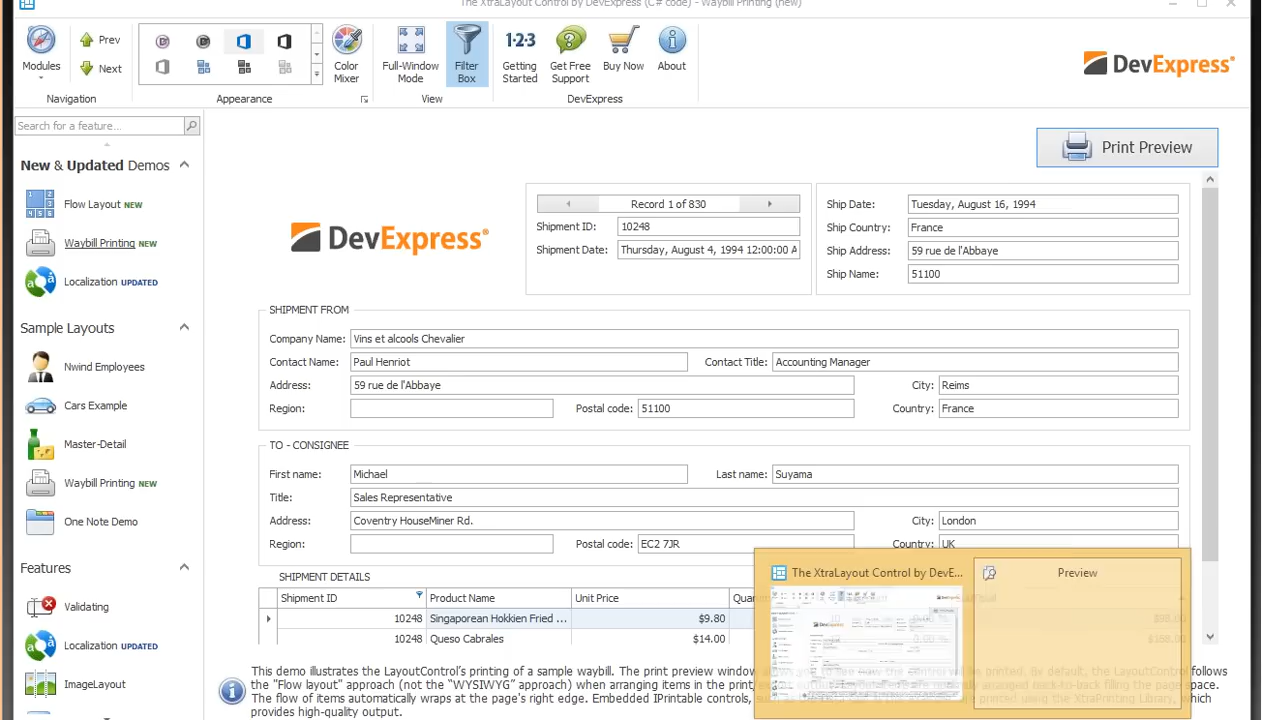 The XtraLayout Control by DevExpress (C# code) - Waybill Printing (new)
Modules
Prev
Next
Navigation
Appearance
Color Mixer
Full-Window Mode
Filter Box
View
1·2·3
Getting Started
Get Free Support
Buy Now
About
DevExpress
DevExpress
Search for a feature...
New & Updated Demos
Flow Layout NEW
Waybill Printing NEW
Localization UPDATED
Sample Layouts
Nwind Employees
Cars Example
Master-Detail
Waybill Printing NEW
One Note Demo
Features
Validating
Localization UPDATED
ImageLayout
Print Preview
DevExpress
Record 1 of 830
Shipment ID: 10248
Shipment Date: Thursday, August 4, 1994 12:00:00 A
Ship Date: Tuesday, August 16, 1994
Ship Country: France
Ship Address: 59 rue de l'Abbaye
Ship Name: 51100
SHIPMENT FROM
Company Name: Vins et alcools Chevalier
Contact Name: Paul Henriot Contact Title: Accounting Manager
Address: 59 rue de l'Abbaye City: Reims
Region: Postal code: 51100 Country: France
TO - CONSIGNEE
First name: Michael Last name: Suyama
Title: Sales Representative
Address: Coventry HouseMiner Rd. City: London
Region: Postal code: EC2 7JR Country: UK
SHIPMENT DETAILS
Shipment ID Product Name Unit Price Quan
10248 Singaporean Hokkien Fried ... $9.80 $98.00
10248 Queso Cabrales $14.00 $168.00
The XtraLayout Control by DevE...
Preview
This demo illustrates the LayoutControl's printing of a sample waybill. The print preview window
the "Flow layout" approach (not the "WYSIWYG" approach) when arranging items in the print
The flow of items automatically wraps at the page's right edge. Embedded IPrintable controls,
provides high-quality output.